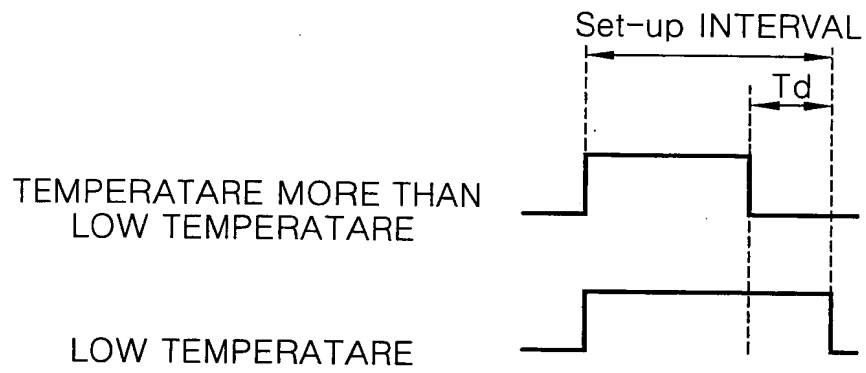 Set-up INTERVAL
Td
TEMPERATARE MORE THAN
LOW TEMPERATARE
LOW TEMPERATARE